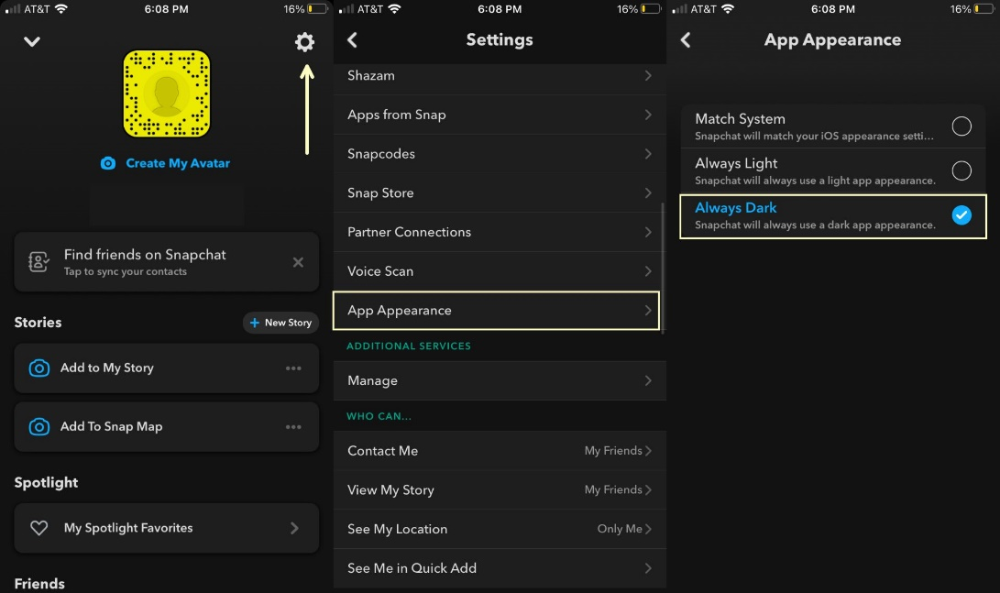 AT&T 6:08 PM 16%
Create My Avatar
Find friends on Snapchat
Tap to sync your contacts
Stories
+ New Story
Add to My Story
Add To Snap Map
Spotlight
My Spotlight Favorites
Friends
AT&T 6:08 PM 16%
Settings
Shazam
Apps from Snap
Snapcodes
Snap Store
Partner Connections
Voice Scan
App Appearance
ADDITIONAL SERVICES
Manage
WHO CAN...
Contact Me My Friends
View My Story My Friends
See My Location Only Me
See Me in Quick Add
AT&T 6:08 PM 16%
App Appearance
Match System
Snapchat will match your iOS appearance setti...
Always Light
Snapchat will always use a light app appearance.
Always Dark
Snapchat will always use a dark app appearance.